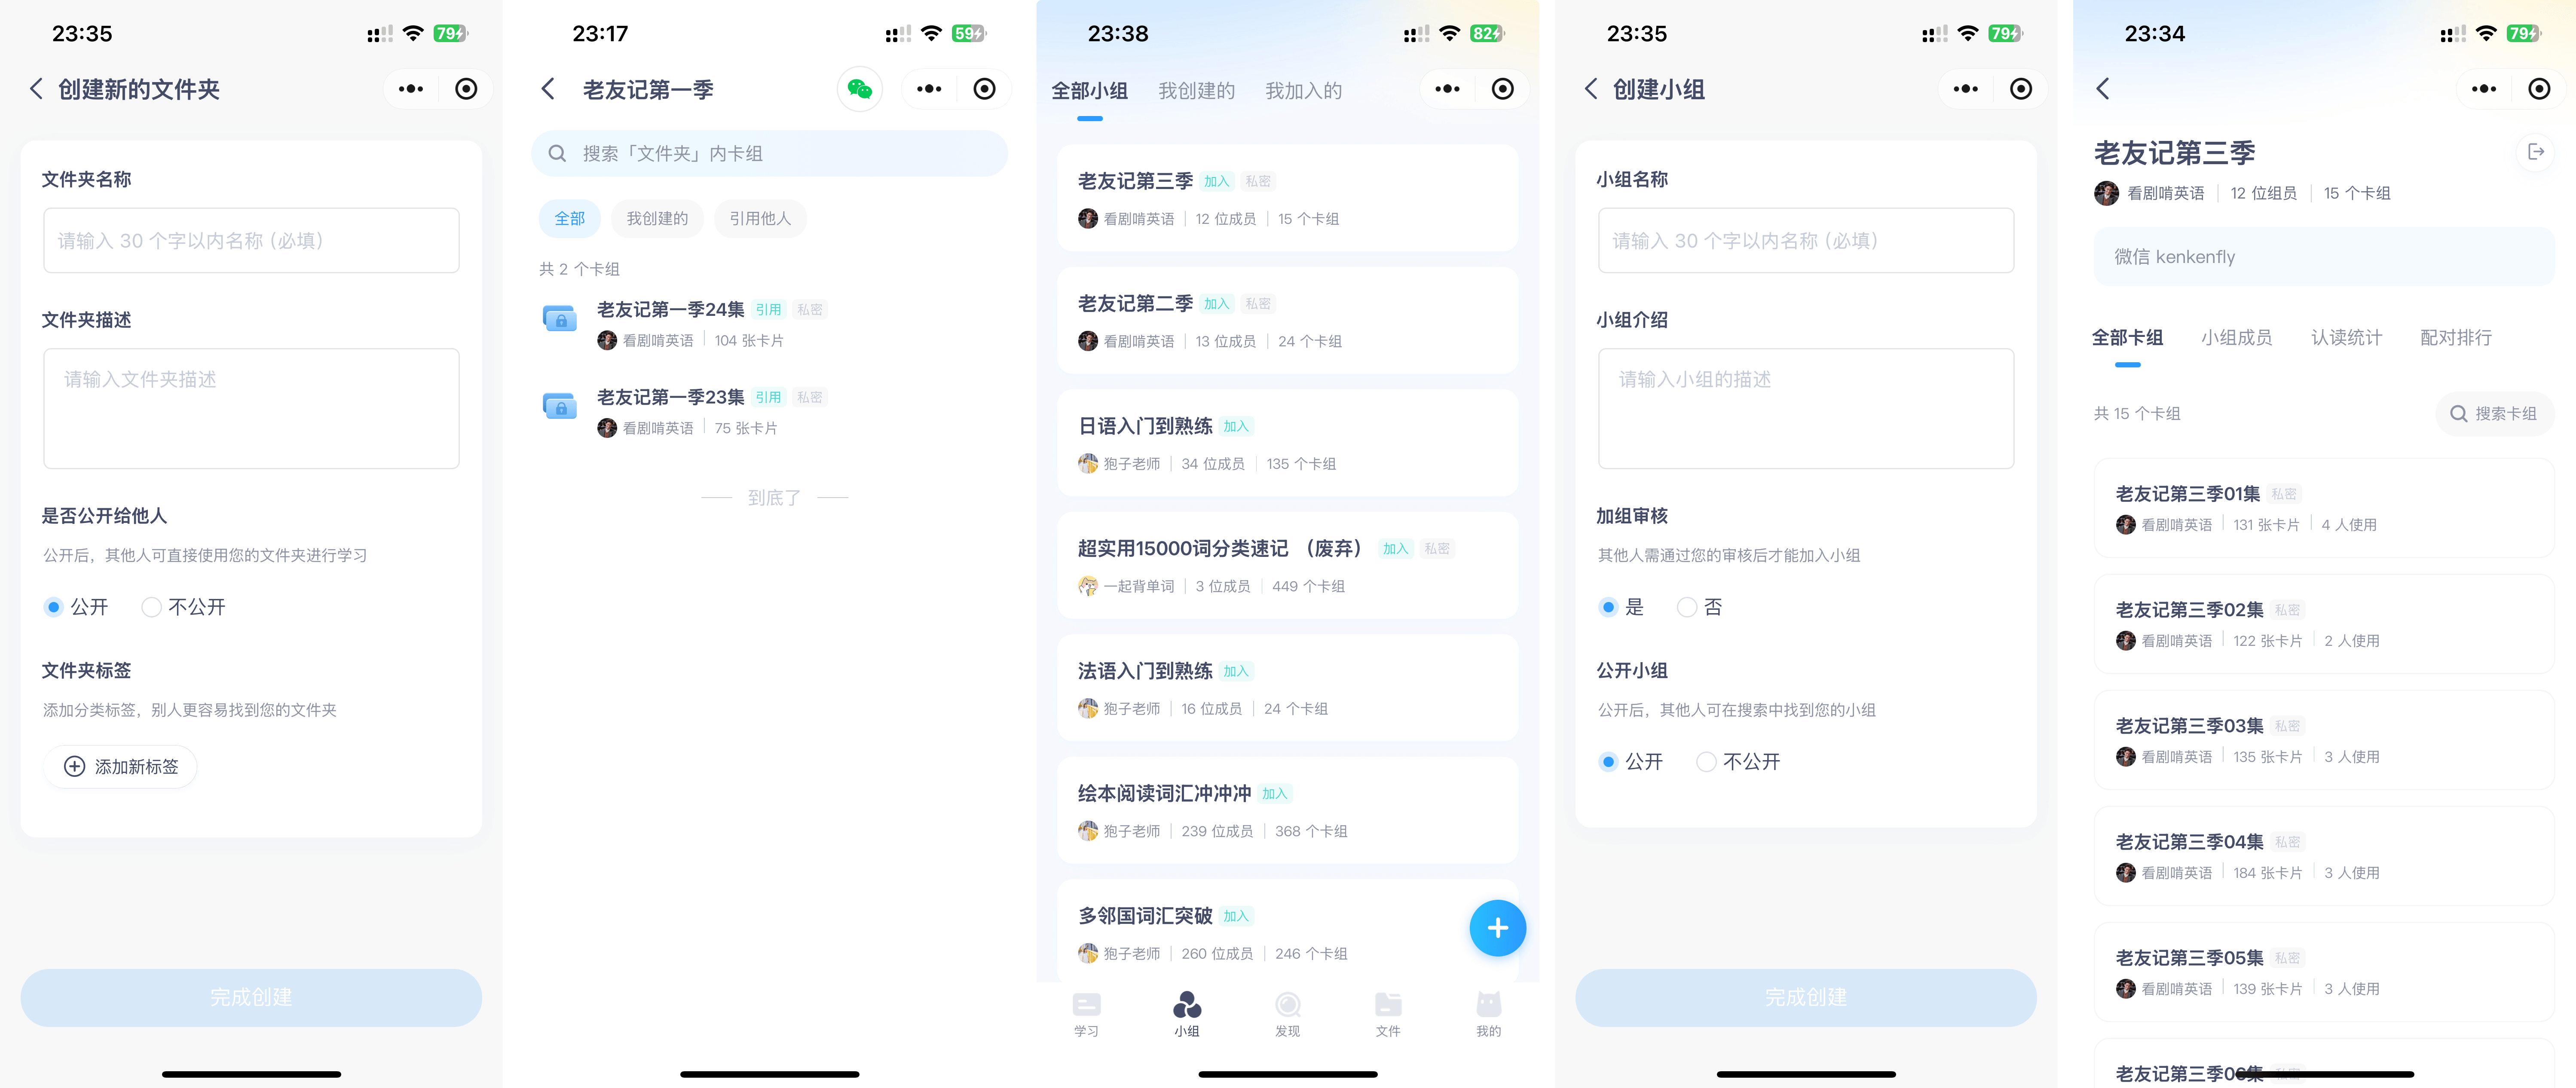 23:35
79
创建新的文件夹
文件夹名称
请输入 30 个字以内名称 (必填)
文件夹描述
请输入文件夹描述
是否公开给他人
公开后，其他人可直接使用您的文件夹进行学习
公开 不公开
文件夹标签
添加分类标签，别人更容易找到您的文件夹
添加新标签
完成创建
23:17
59
老友记第一季
搜索「文件夹」内卡组
全部 我创建的 引用他人
共 2 个卡组
老友记第一季24集 引用 私密
看剧啃英语 104 张卡片
老友记第一季23集 引用 私密
看剧啃英语 75 张卡片
到底了
23:38
82
全部小组 我创建的 我加入的
老友记第三季 加入 私密
看剧啃英语 12 位成员 15 个卡组
老友记第二季 加入 私密
看剧啃英语 13 位成员 24 个卡组
日语入门到熟练 加入
狍子老师 34 位成员 135 个卡组
超实用15000词分类速记 （废弃） 加入 私密
一起背单词 3 位成员 449 个卡组
法语入门到熟练 加入
狍子老师 16 位成员 24 个卡组
绘本阅读词汇冲冲冲 加入
狍子老师 239 位成员 368 个卡组
多邻国词汇突破 加入
狍子老师 260 位成员 246 个卡组
学习 小组 发现 文件 我的
23:35
79
创建小组
小组名称
请输入 30 个字以内名称 (必填)
小组介绍
请输入小组的描述
加组审核
其他人需通过您的审核后才能加入小组
是 否
公开小组
公开后，其他人可在搜索中找到您的小组
公开 不公开
完成创建
23:34
79
老友记第三季
看剧啃英语 12 位组员 15 个卡组
微信 kenkenfly
全部卡组 小组成员 认读统计 配对排行
共 15 个卡组 搜索卡组
老友记第三季01集 私密
看剧啃英语 131 张卡片 4 人使用
老友记第三季02集 私密
看剧啃英语 122 张卡片 2 人使用
老友记第三季03集 私密
看剧啃英语 135 张卡片 3 人使用
老友记第三季04集 私密
看剧啃英语 184 张卡片 3 人使用
老友记第三季05集 私密
看剧啃英语 139 张卡片 3 人使用
老友记第三季06集